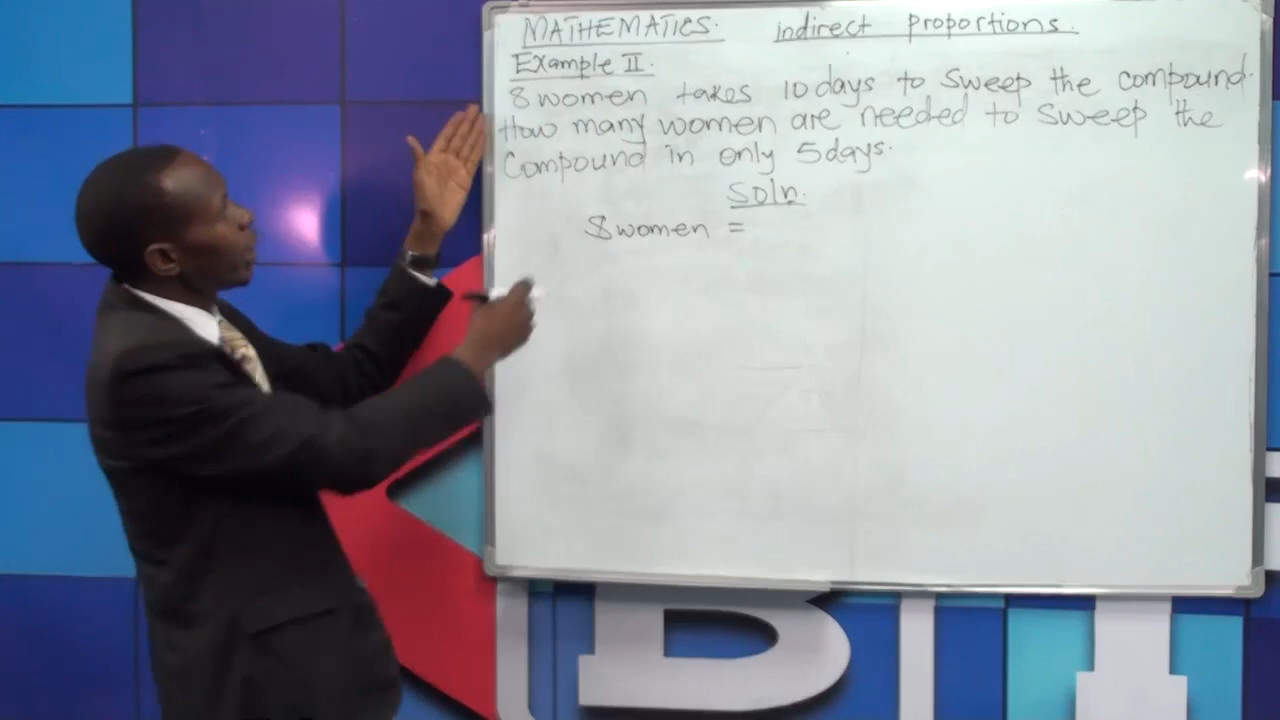 MATHEMATICS. indirect proportions.
Example II.
8 women takes 10 days to sweep the compound.
How many women are needed to sweep the
Compound in only 5 days.
Soln.
8 women =
B